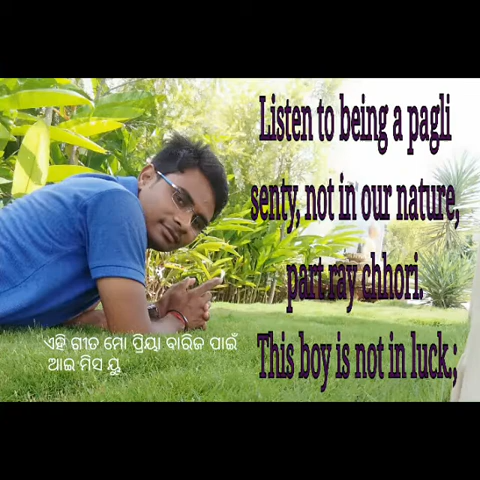 Listen to being a pagli
senty, not in our nature,
part ray chhori.
This boy is not in luck.;
ଏହି ଗୀତ ମୋ ପ୍ରିୟା ବାରିଜ ପାଇଁ
ଆଇ ମିସ ୟୁ